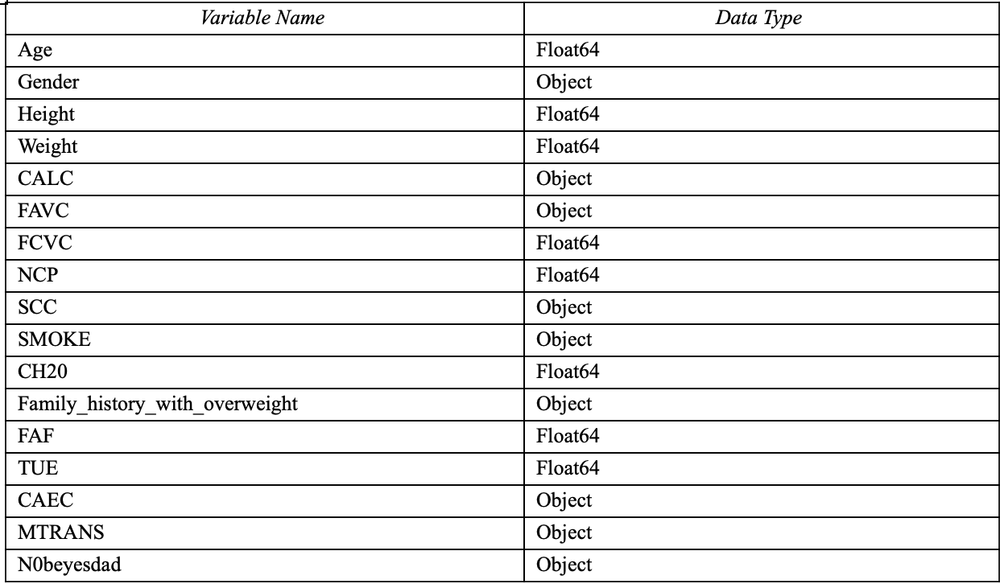 Variable Name Data Type
Age Float64
Gender Object
Height Float64
Weight Float64
CALC Object
FAVC Object
FCVC Float64
NCP Float64
SCC Object
SMOKE Object
CH20 Float64
Family_history_with_overweight Object
FAF Float64
TUE Float64
CAEC Object
MTRANS Object
N0beyesdad Object